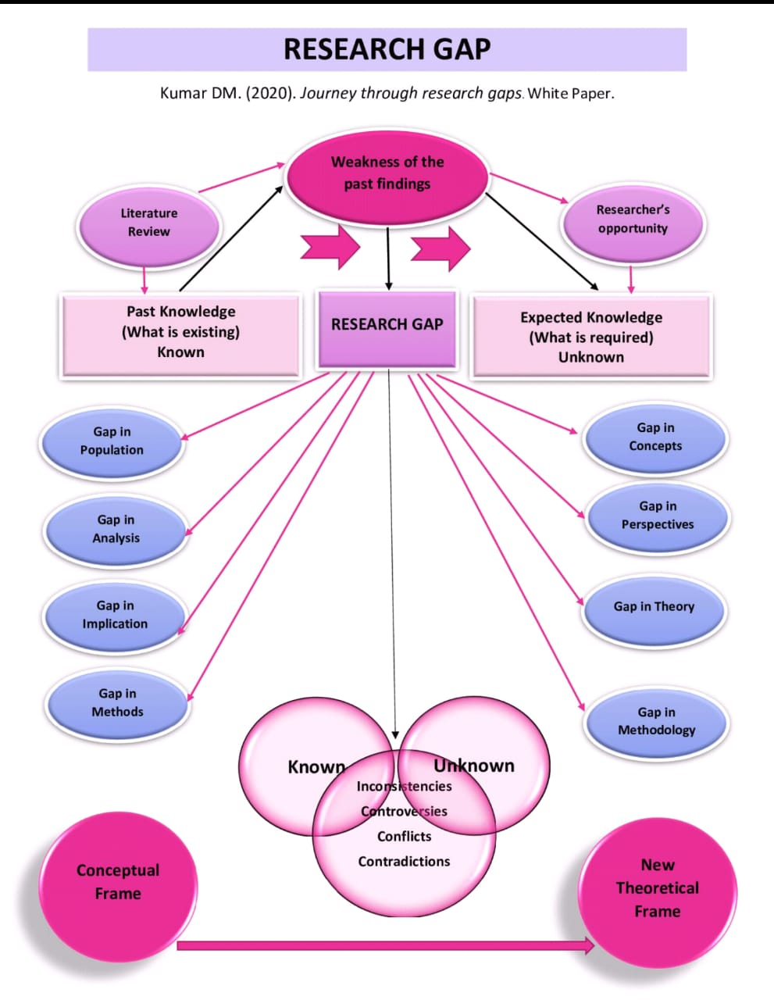 RESEARCH GAP
Kumar DM. (2020). Journey through research gaps. White Paper.
Weakness of the
past findings
Literature
Review
Researcher's
opportunity
Past Knowledge
(What is existing)
Known
RESEARCH GAP
Expected Knowledge
(What is required)
Unknown
Gap in
Population
Gap in
Concepts
Gap in
Analysis
Gap in
Perspectives
Gap in
Implication
Gap in Theory
Gap in
Methods
Gap in
Methodology
Known
Unknown
Inconsistencies
Controversies
Conflicts
Contradictions
Conceptual
Frame
New
Theoretical
Frame